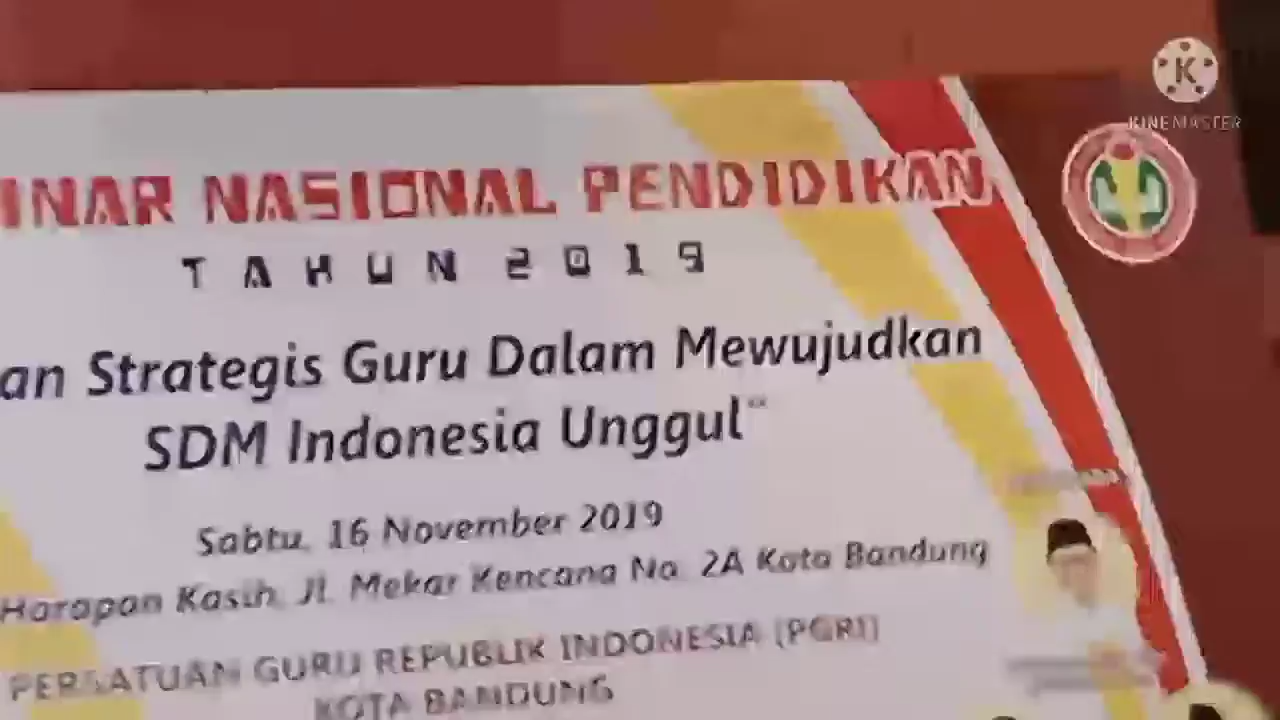 KINEMASTER
INAR NASIONAL PENDIDIKAN
TAHUN 2019
an Strategis Guru Dalam Mewujudkan
SDM Indonesia Unggul"
Sabtu, 16 November 2019
Harapan Kasih, Jl. Mekar Kencana No. 2A Kota Bandung
PERSATUAN GURU REPUBLIK INDONESIA (PGRI)
KOTA BANDUNG